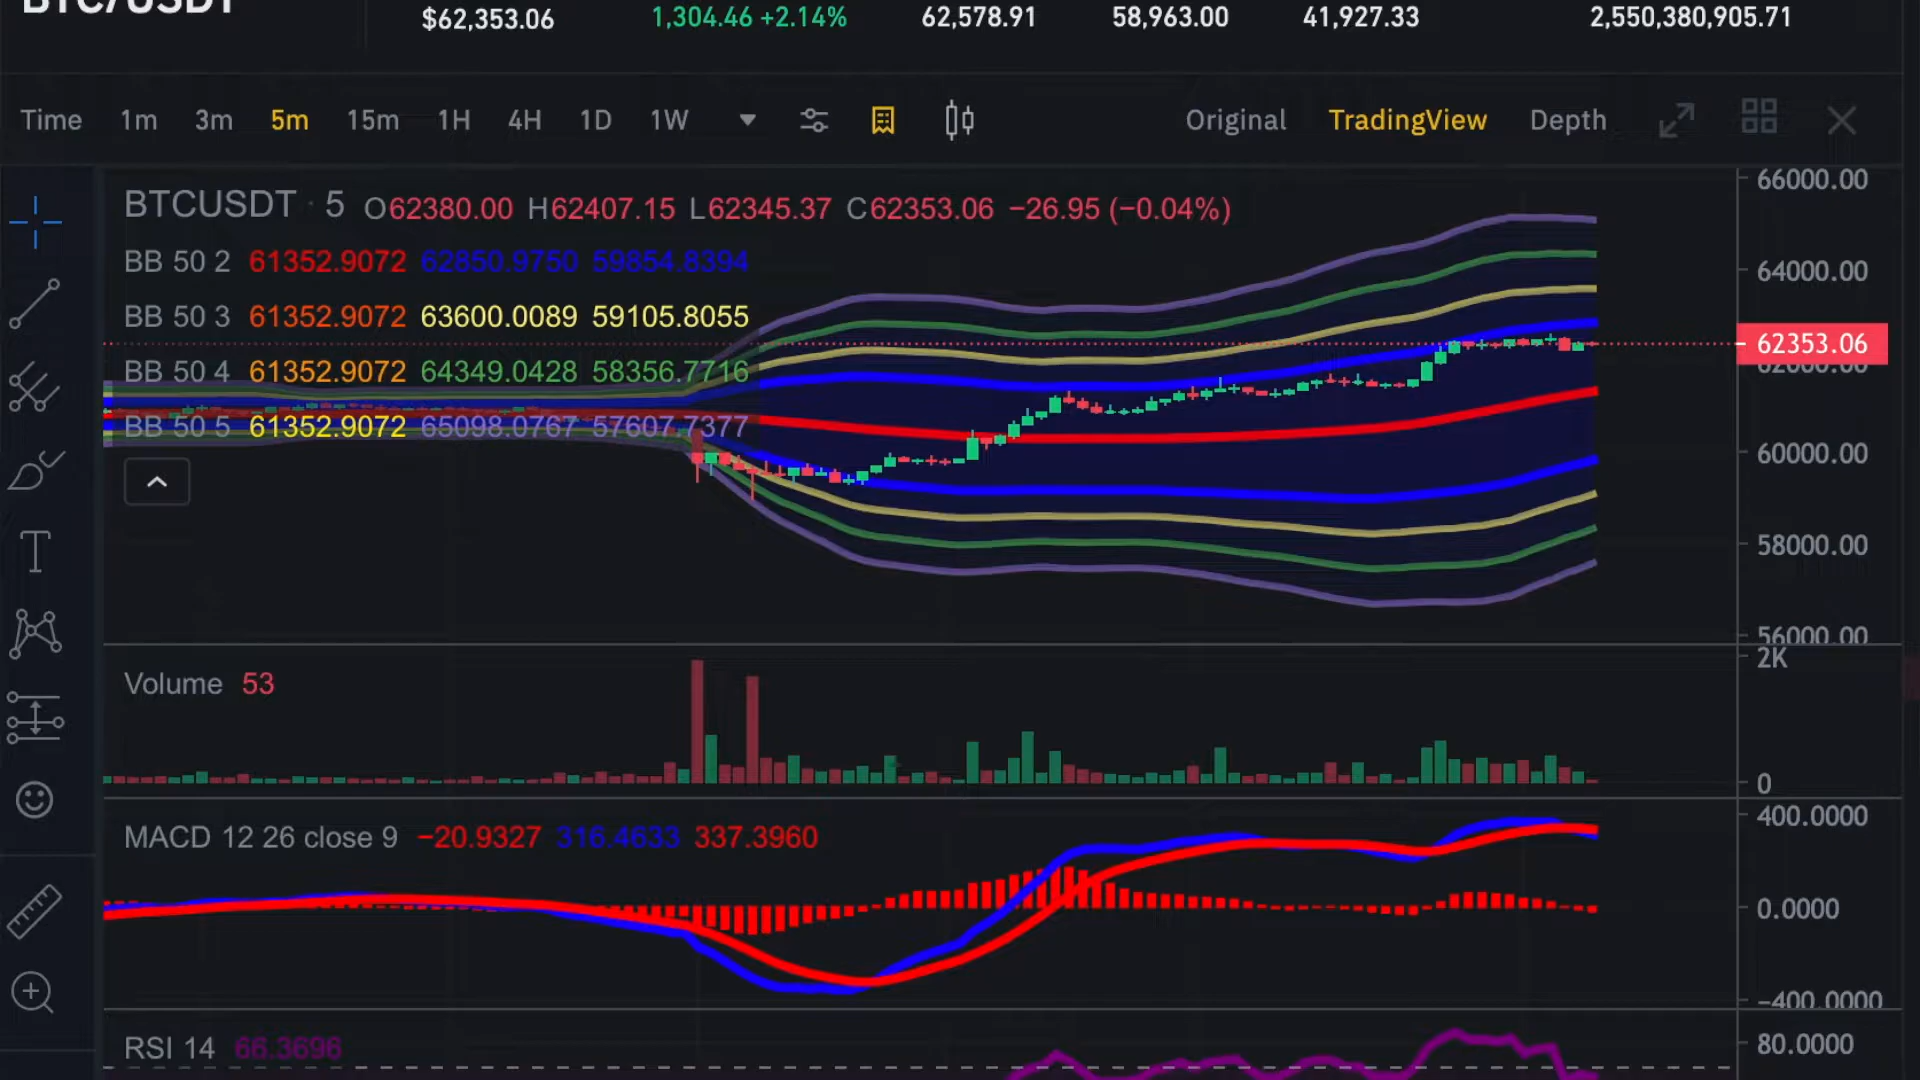 BTC/USDT
$62,353.06 1,304.46 +2.14% 62,578.91 58,963.00 41,927.33 2,550,380,905.71
Time 1m 3m 5m 15m 1H 4H 1D 1W Original TradingView Depth
BTCUSDT · 5 O62380.00 H62407.15 L62345.37 C62353.06 −26.95 (−0.04%)
BB 50 2 61352.9072 62850.9750 59854.8394
BB 50 3 61352.9072 63600.0089 59105.8055
BB 50 4 61352.9072 64349.0428 58356.7716
BB 50 5 61352.9072 65098.0767 57607.7377
66000.00
64000.00
62353.06
62000.00
60000.00
58000.00
56000.00
Volume 53
2K
0
MACD 12 26 close 9 −20.9327 316.4633 337.3960
400.0000
0.0000
−400.0000
RSI 14 66.3696
80.0000